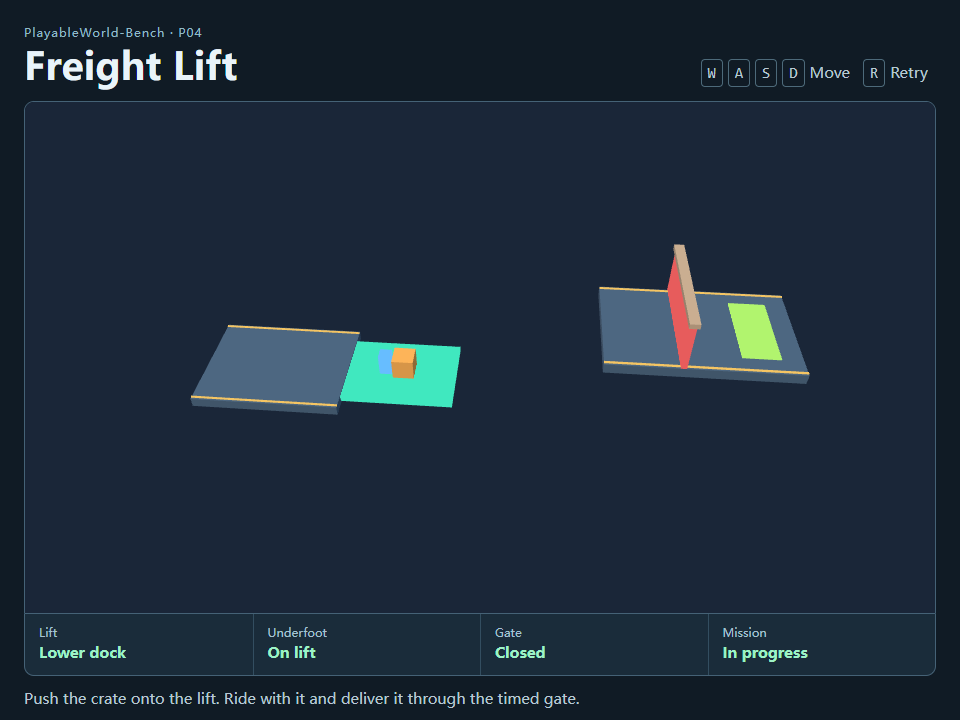 PlayableWorld-Bench · P04
Freight Lift
W A S D Move R Retry
Lift
Lower dock
Underfoot
On lift
Gate
Closed
Mission
In progress
Push the crate onto the lift. Ride with it and deliver it through the timed gate.